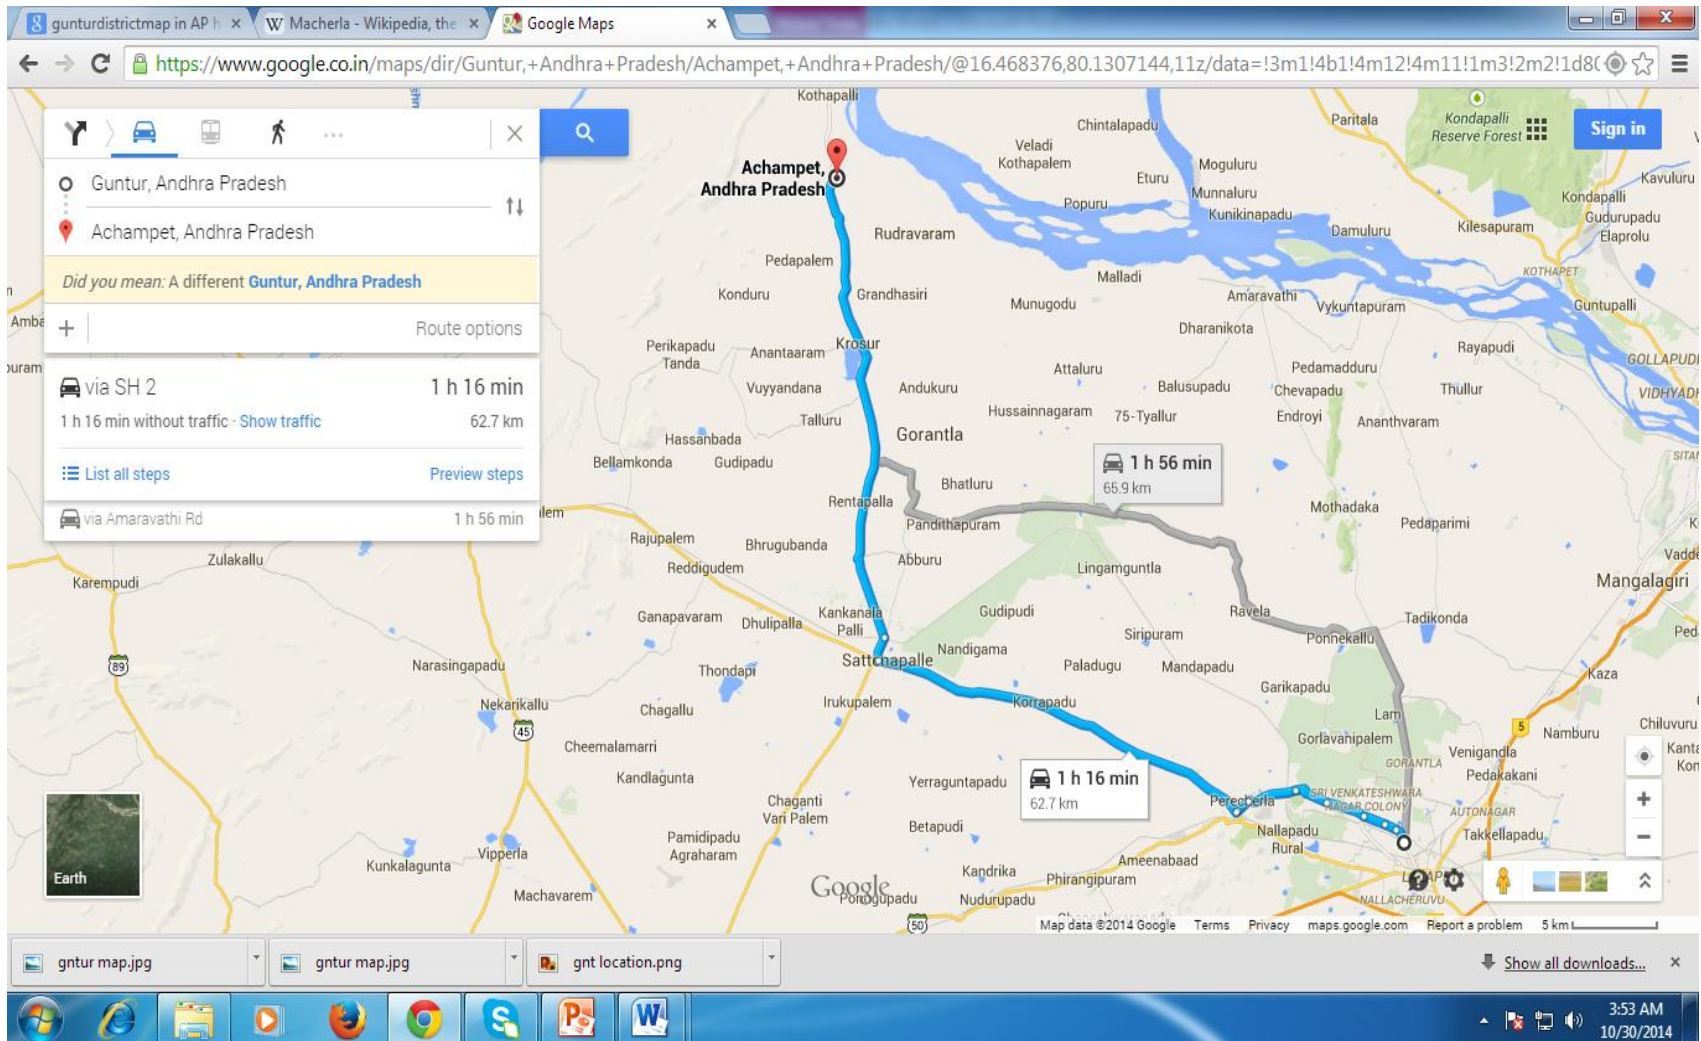 gunturdistrictmap in AP h
Macherla - Wikipedia, the
Google Maps
https://www.google.co.in/maps/dir/Guntur,+Andhra+Pradesh/Achampet,+Andhra+Pradesh/@16.468376,80.1307144,11z/data=!3m1!4b1!4m12!4m11!1m3!2m2!1d80
Guntur, Andhra Pradesh
Achampet, Andhra Pradesh
Did you mean: A different Guntur, Andhra Pradesh
Route options
via SH 2 1 h 16 min
1 h 16 min without traffic · Show traffic 62.7 km
List all steps Preview steps
via Amaravathi Rd 1 h 56 min
Sign in
Kothapalli
Achampet,
Andhra Pradesh
Chintalapadu
Paritala
Kondapalli
Reserve Forest
Veladi
Kothapalem
Moguluru
Eturu
Munnaluru
Kavuluru
Kondapalli
Popuru
Kunikinapadu
Gudurupadu
Elaprolu
Rudravaram
Damuluru
Kilesapuram
Pedapalem
Malladi
KOTHAPET
Konduru
Grandhasiri
Munugodu
Amaravathi
Vykuntapuram
Guntupalli
Dharanikota
Perikapadu
Tanda
Anantaaram
Krosur
Rayapudi
GOLLAPUDI
Attaluru
Pedamadduru
Vuyyandana
Andukuru
Balusupadu
Chevapadu
Thullur
Hussainnagaram
75-Tyallur
Endroyi
Ananthvaram
Talluru
Hassanbada
Gorantla
Bellamkonda
Gudipadu
1 h 56 min
65.9 km
Bhatluru
Rentapalla
Mothadaka
Pandithapuram
Pedaparimi
Rajupalem
Bhrugubanda
Zulakallu
Reddigudem
Abburu
Lingamguntla
Karempudi
Mangalagiri
Ganapavaram
Dhulipalla
Kankanala
Palli
Gudipudi
Ravela
Tadikonda
Siripuram
Ponnekallu
Nandigama
89
Narasingapadu
Thondapi
Sattenapalle
Paladugu
Mandapadu
Kaza
Garikapadu
Nekarikallu
Chagallu
Irukupalem
Korrapadu
Lam
5
Namburu
Chiluvuru
45
Cheemalamarri
Gorlavanipalem
Venigandla
GORANTLA
Kandlagunta
Yerraguntapadu
1 h 16 min
62.7 km
Pedakakani
Chaganti
Vari Palem
Perecherla
SRI VENKATESHWARA
NAGAR COLONY
AUTONAGAR
Pamidipadu
Agraharam
Betapudi
Nallapadu
Rural
Takkellapadu
Vipperla
Kunkalagunta
Ameenabad
Kandrika
Phirangipuram
Earth
Machavarem
Google
Nudurupadu
NALLACHERUVU
50
Map data ©2014 Google Terms Privacy maps.google.com Report a problem 5 km
gntur map.jpg
gntur map.jpg
gnt location.png
Show all downloads...
3:53 AM
10/30/2014